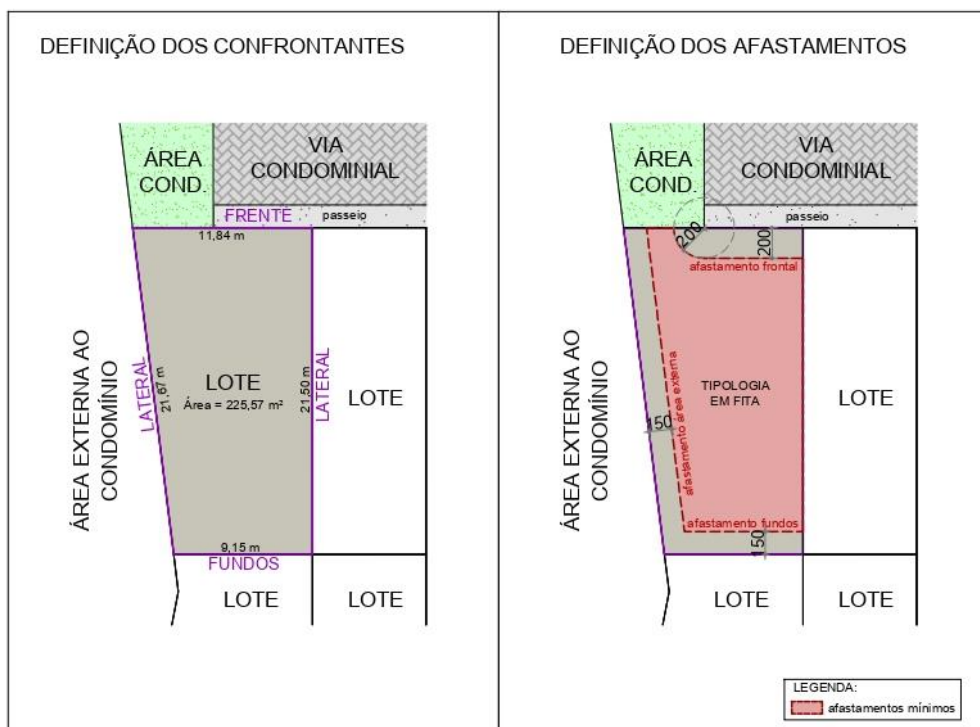 DEFINIÇÃO DOS CONFRONTANTES
ÁREA
COND.
VIA
CONDOMINIAL
FRENTE
passeio
11,84 m
ÁREA EXTERNA AO
CONDOMÍNIO
LATERAL
21,67 m
LOTE
Área = 225,57 m²
21,50 m
LATERAL
LOTE
9,15 m
FUNDOS
LOTE
LOTE
DEFINIÇÃO DOS AFASTAMENTOS
ÁREA
COND.
VIA
CONDOMINIAL
passeio
200
200
afastamento frontal
ÁREA EXTERNA AO
CONDOMÍNIO
150
afastamento área externa
TIPOLOGIA
EM FITA
LOTE
afastamento fundos
150
LOTE
LOTE
LEGENDA:
afastamentos mínimos